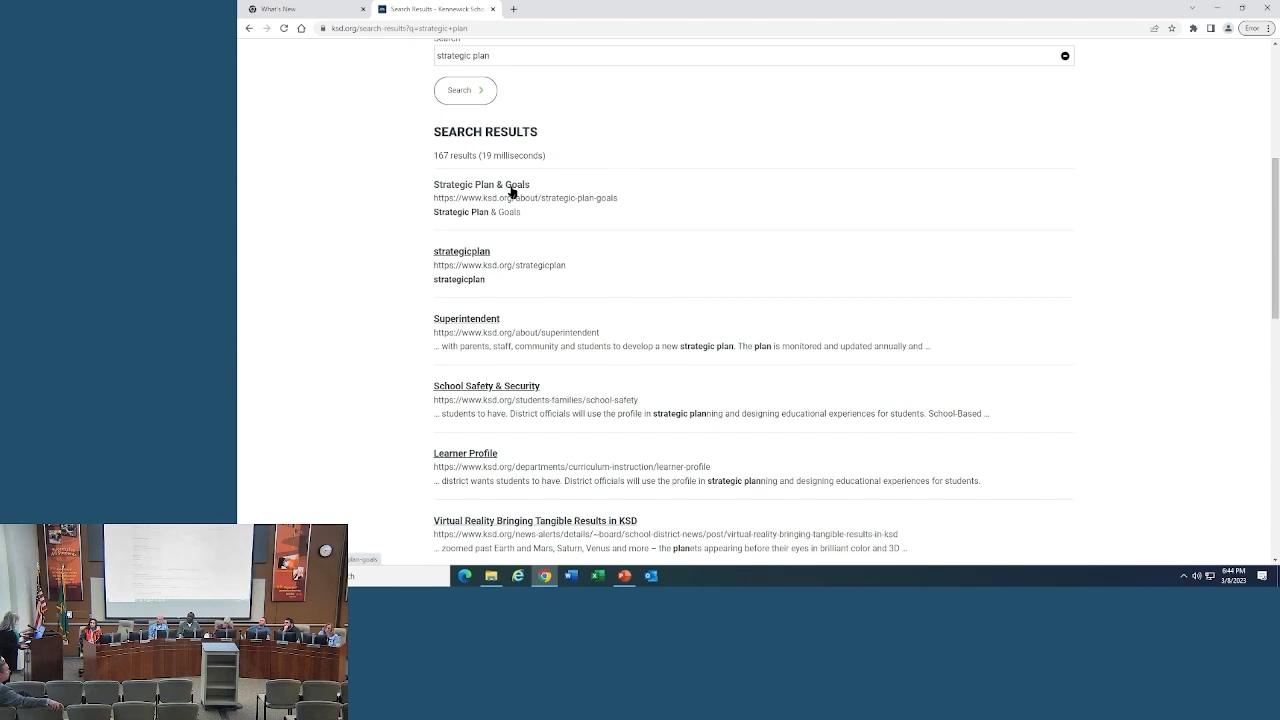 What's New
Search Results - Kennewick Scho
ksd.org/search-results?q=strategic+plan
Error
Search
strategic plan
Search
SEARCH RESULTS
167 results (19 milliseconds)
Strategic Plan & Goals
https://www.ksd.org/about/strategic-plan-goals
Strategic Plan & Goals
strategicplan
https://www.ksd.org/strategicplan
strategicplan
Superintendent
https://www.ksd.org/about/superintendent
... with parents, staff, community and students to develop a new strategic plan. The plan is monitored and updated annually and ...
School Safety & Security
https://www.ksd.org/students-families/school-safety
... students to have. District officials will use the profile in strategic planning and designing educational experiences for students. School-Based ...
Learner Profile
https://www.ksd.org/departments/curriculum-instruction/learner-profile
... district wants students to have. District officials will use the profile in strategic planning and designing educational experiences for students.
Virtual Reality Bringing Tangible Results in KSD
https://www.ksd.org/news-alerts/details/~board/school-district-news/post/virtual-reality-bringing-tangible-results-in-ksd
... zoomed past Earth and Mars, Saturn, Venus and more – the planets appearing before their eyes in brilliant color and 3D ...
plan-goals
ch
6:44 PM
3/8/2023